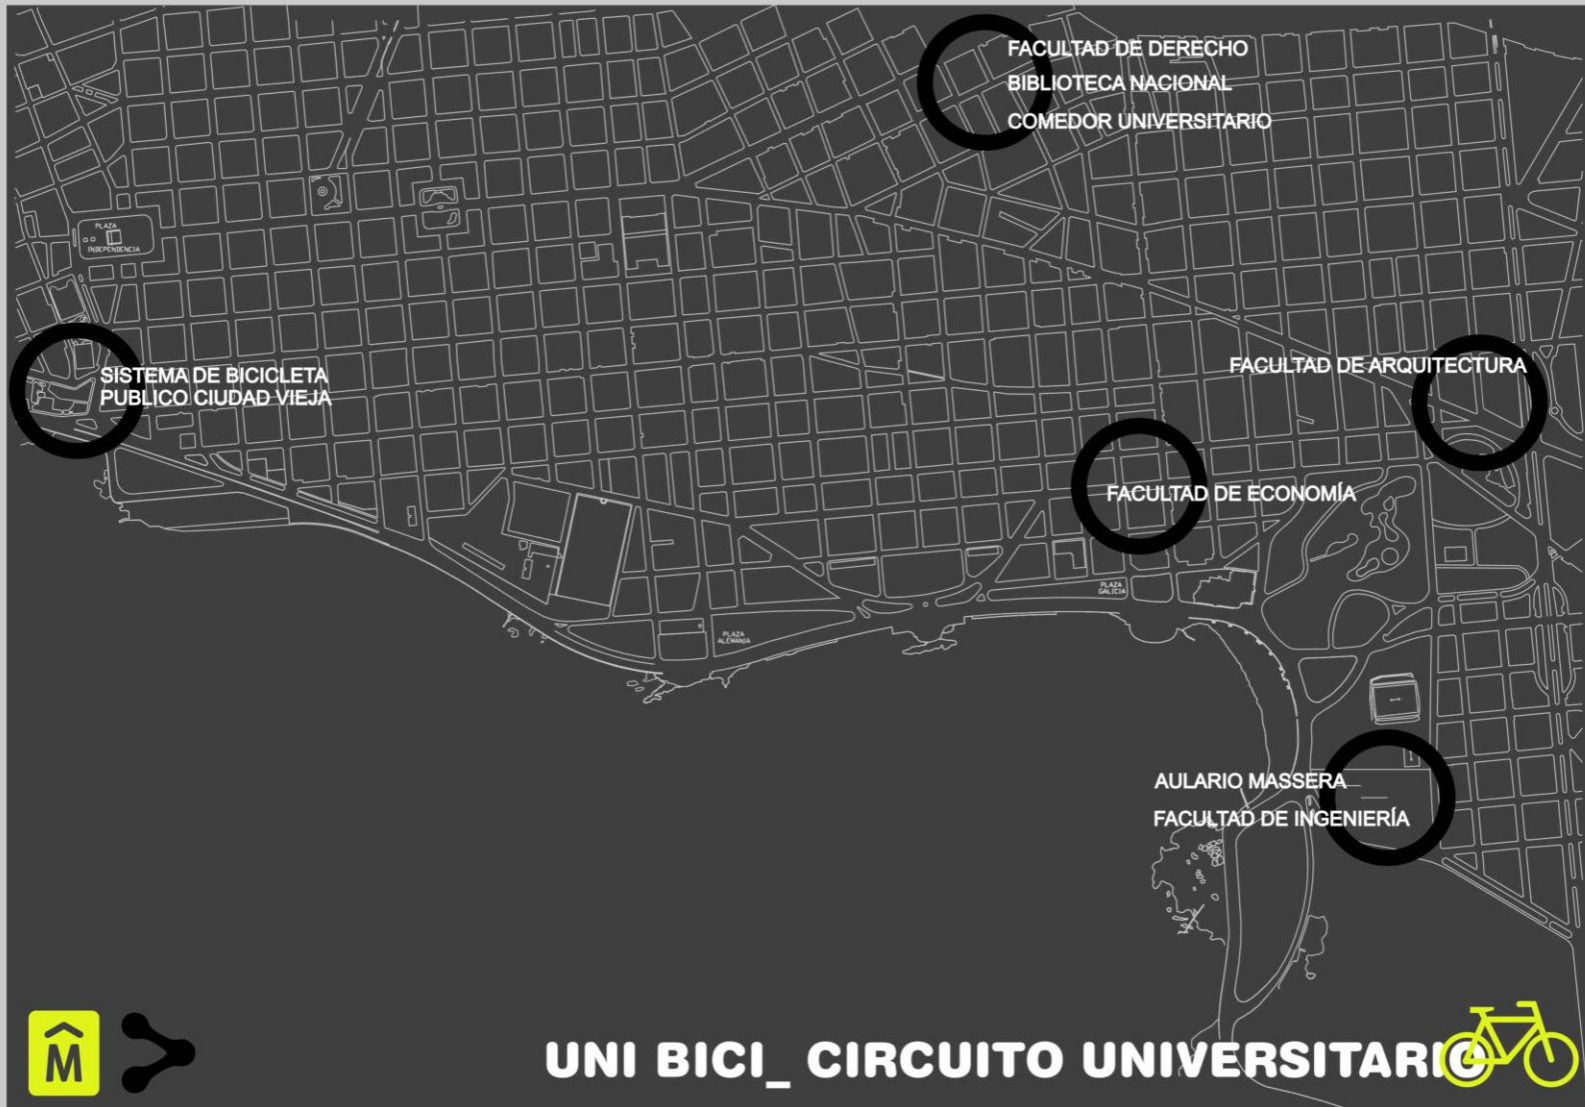 FACULTAD DE DERECHO
BIBLIOTECA NACIONAL
COMEDOR UNIVERSITARIO
PLAZA
INDEPENDENCIA
SISTEMA DE BICICLETA
PUBLICO CIUDAD VIEJA
FACULTAD DE ARQUITECTURA
FACULTAD DE ECONOMÍA
PLAZA
GALICIA
PLAZA
ALEMANIA
AULARIO MASSERA
FACULTAD DE INGENIERÍA
M
UNI BICI_ CIRCUITO UNIVERSITARIO